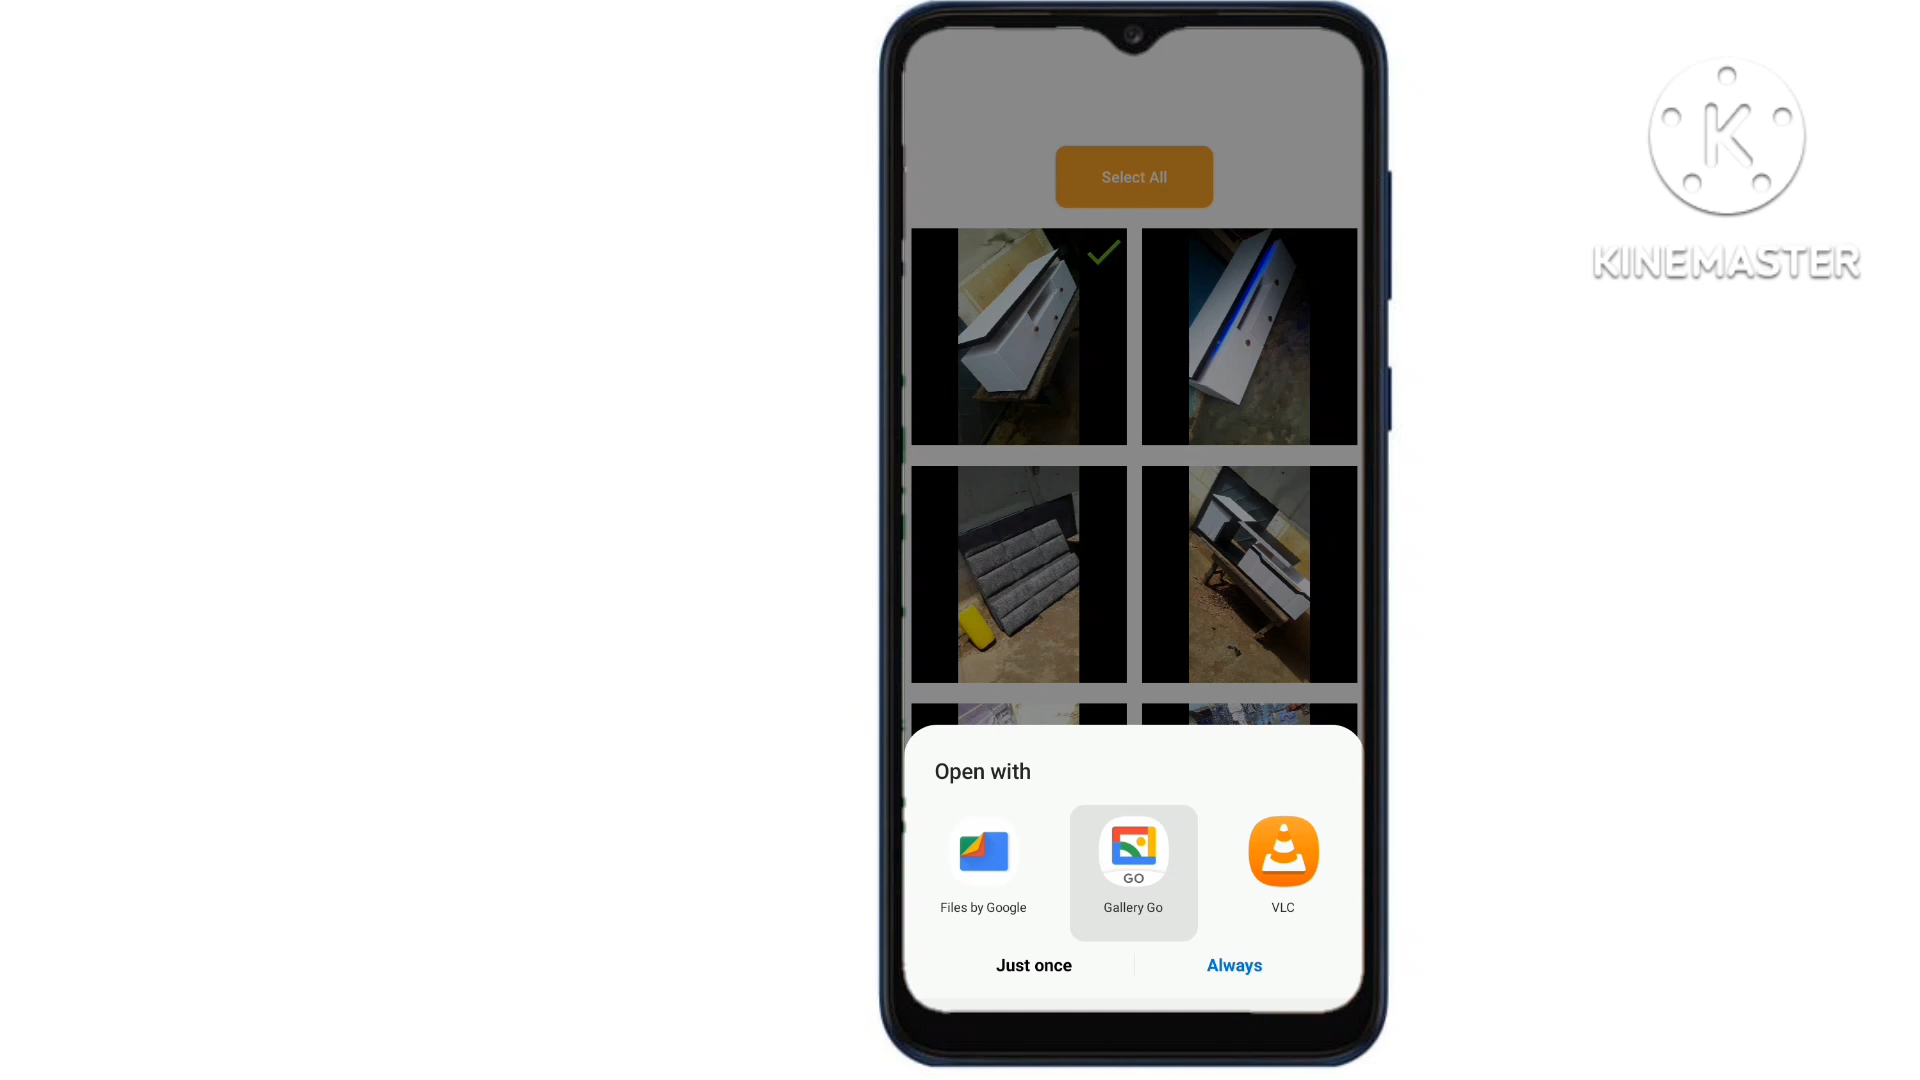 Select All
K
KINEMASTER
Open with
GO
Files by Google
Gallery Go
VLC
Just once
Always